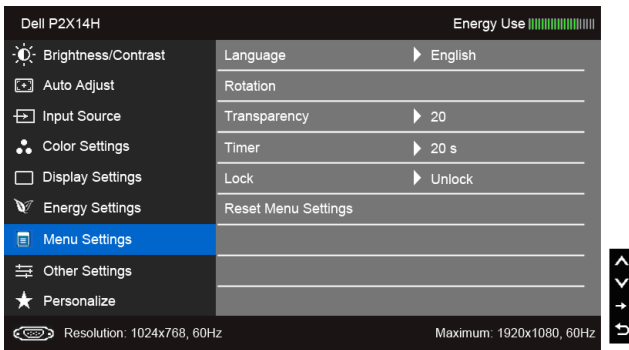 Dell P2X14H Energy Use
Brightness/Contrast Language English
Auto Adjust Rotation
Input Source Transparency 20
Color Settings Timer 20 s
Display Settings Lock Unlock
Energy Settings Reset Menu Settings
Menu Settings
Other Settings
Personalize
Resolution: 1024x768, 60Hz Maximum: 1920x1080, 60Hz